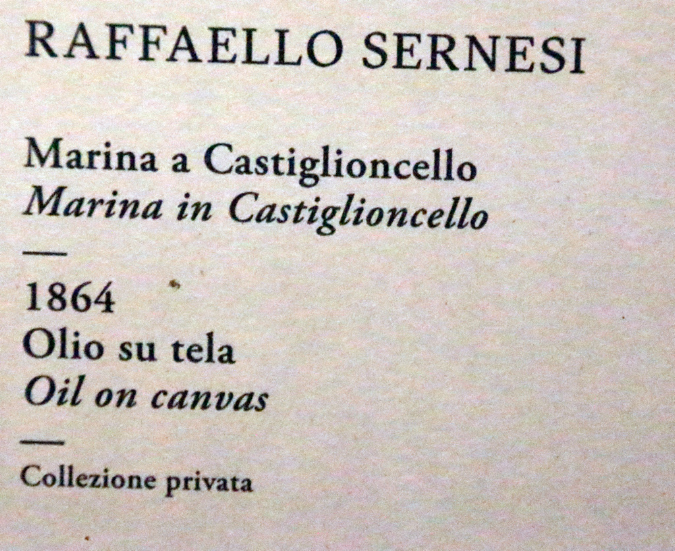 RAFFAELLO SERNESI
Marina a Castiglioncello
Marina in Castiglioncello
1864
Olio su tela
Oil on canvas
Collezione privata